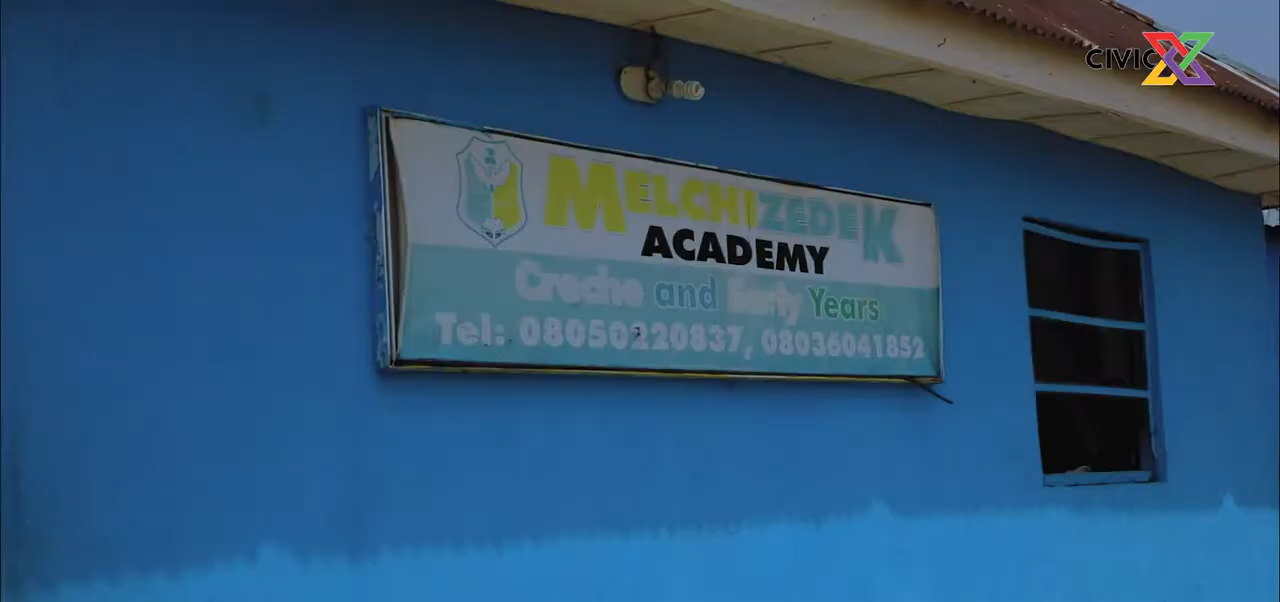 CIVIC X
MELCHIZEDEK
ACADEMY
Creche and Early Years
Tel: 08050220837, 08036041852